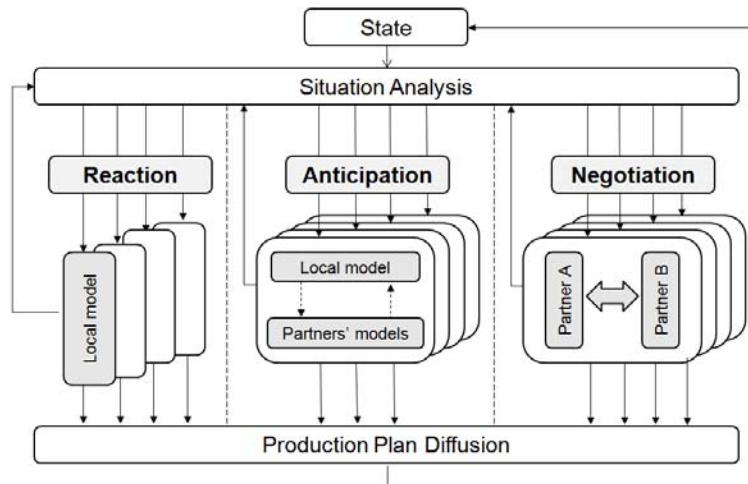 State
Situation Analysis
Reaction
Anticipation
Negotiation
Local model
Local model
Partners' models
Partner A
Partner B
Production Plan Diffusion